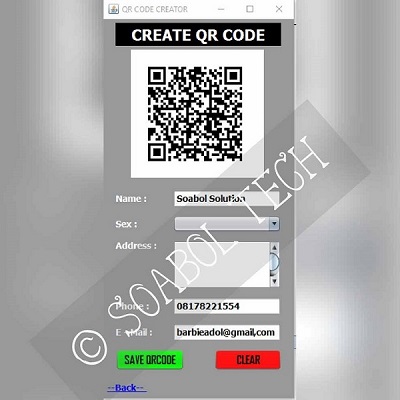 QR CODE CREATOR
CREATE QR CODE
Name : Soabol Solution
Sex :
Address :
Phone : 08178221554
E - Mail : barbieadol@gmail,com
SAVE QRCODE CLEAR
--Back--
© SOABOL TECH